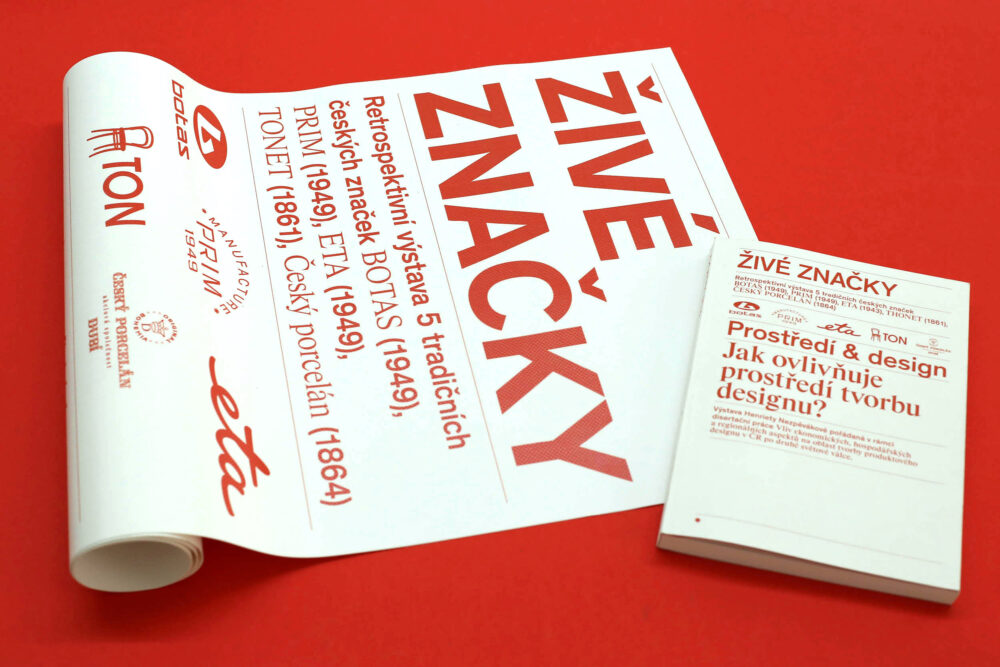 ŽIVÉ
ZNAČKY
Retrospektivní výstava 5 tradičních
českých značek BOTAS (1949),
PRIM (1949), ETA (1949),
TONET (1861), Český porcelán (1864)
botas
TON
MANUFACTURE
PRIM
1949
ORIGINAL
BOHEMIA
D
ČESKÝ PORCELÁN
akciová společnost
DUBÍ
eta
ŽIVÉ ZNAČKY
Retrospektivní výstava 5 tradičních českých značek
BOTAS (1949), PRIM (1949), ETA (1943), THONET (1861),
ČESKÝ PORCELÁN (1864)
botas
PRIM
eta
TON
Prostředí & design
Jak ovlivňuje
prostředí tvorbu
designu?
Výstava Henriety Nezpěvákové pořádané v rámci
disertační práce Vliv ekonomických, hospodářských
a regionálních aspektů na oblast tvorby produktového
designu v ČR po druhé světové válce.